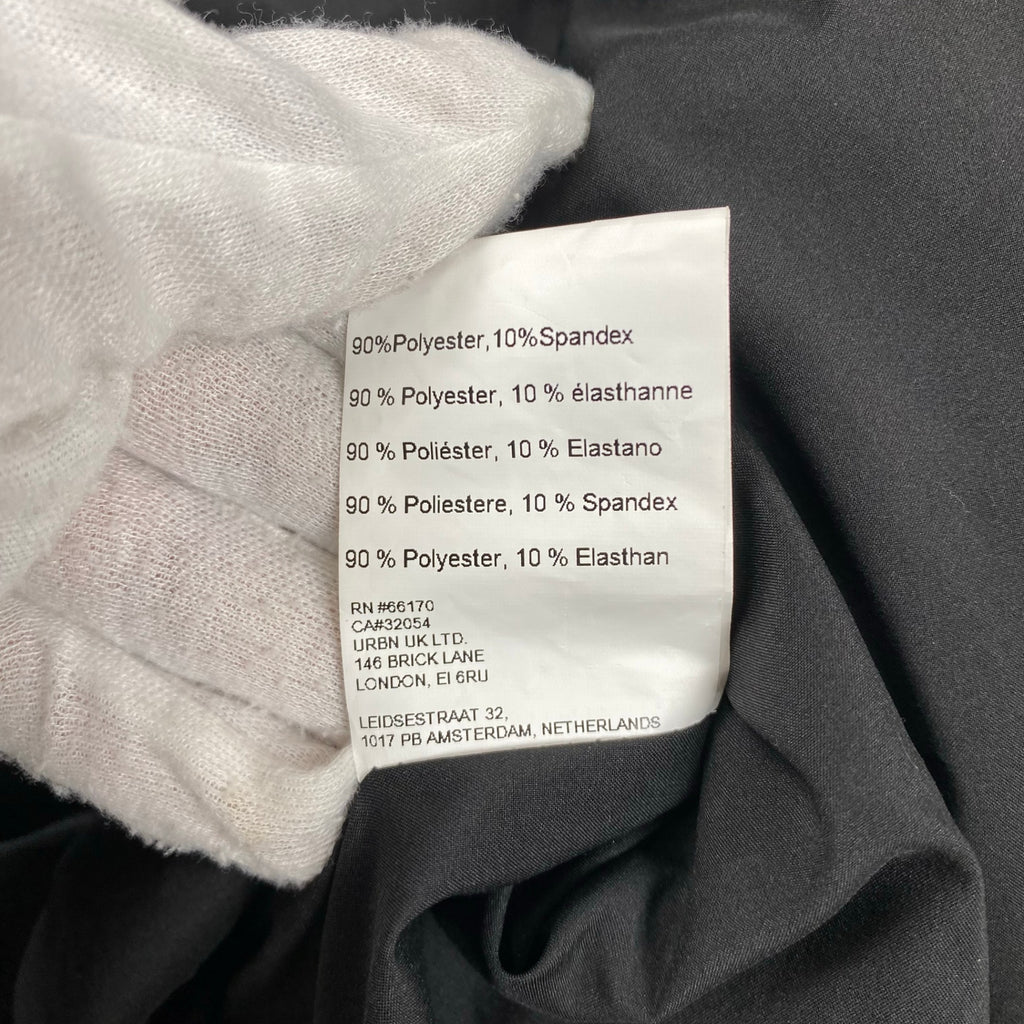 90%Polyester,10%Spandex
90 % Polyester, 10 % élasthanne
90 % Poliéster, 10 % Elastano
90 % Poliestere, 10 % Spandex
90 % Polyester, 10 % Elasthan
RN #66170
CA#32054
URBN UK LTD.
146 BRICK LANE
LONDON, EI 6RU
LEIDSESTRAAT 32,
1017 PB AMSTERDAM, NETHERLANDS